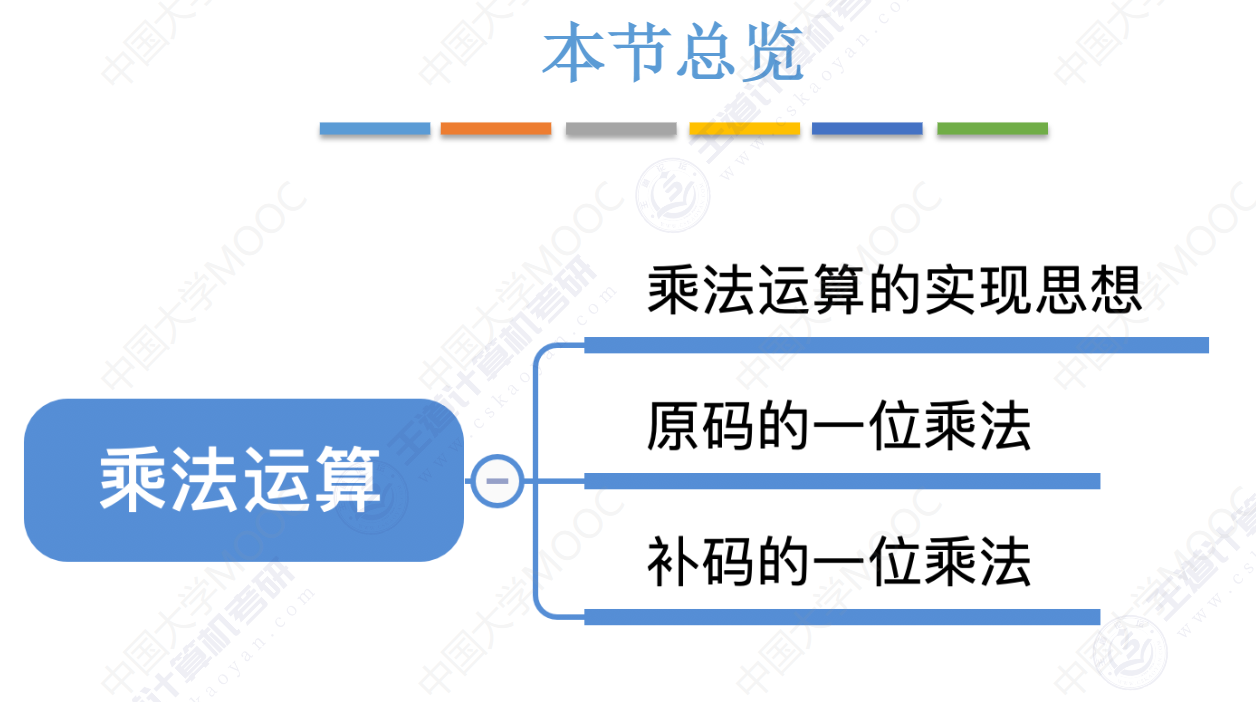 本节总览
乘法运算的实现思想
原码的一位乘法
乘法运算
补码的一位乘法
中国大学MOOC
王道计算机考研
www.cskaoyan.com